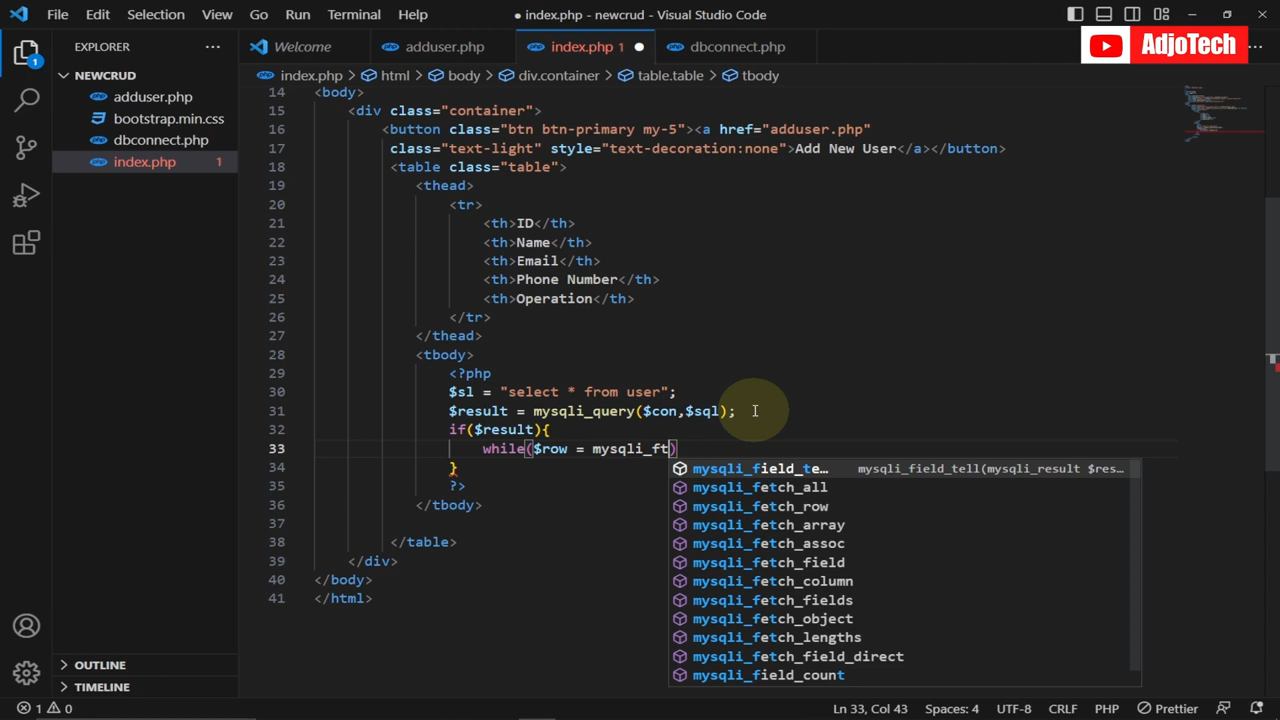 File Edit Selection View Go Run Terminal Help
● index.php - newcrud - Visual Studio Code
AdjoTech
EXPLORER
Welcome
adduser.php
index.php 1
dbconnect.php
NEWCRUD
adduser.php
bootstrap.min.css
dbconnect.php
index.php 1
1
index.php > html > body > div.container > table.table > tbody
14 <body>
15 <div class="container">
16 <button class="btn btn-primary my-5"><a href="adduser.php"
17 class="text-light" style="text-decoration:none">Add New User</a></button>
18 <table class="table">
19 <thead>
20 <tr>
21 <th>ID</th>
22 <th>Name</th>
23 <th>Email</th>
24 <th>Phone Number</th>
25 <th>Operation</th>
26 </tr>
27 </thead>
28 <tbody>
29 <?php
30 $sl = "select * from user";
31 $result = mysqli_query($con,$sql);
32 if($result){
33 while($row = mysqli_ft)
34 }
35 ?>
36 </tbody>
37
38 </table>
39 </div>
40 </body>
41 </html>
mysqli_field_te… mysqli_field_tell(mysqli_result $res…
mysqli_fetch_all
mysqli_fetch_row
mysqli_fetch_array
mysqli_fetch_assoc
mysqli_fetch_field
mysqli_fetch_column
mysqli_fetch_fields
mysqli_fetch_object
mysqli_fetch_lengths
mysqli_fetch_field_direct
mysqli_field_count
OUTLINE
TIMELINE
1 0
Ln 33, Col 43 Spaces: 4 UTF-8 CRLF PHP Prettier